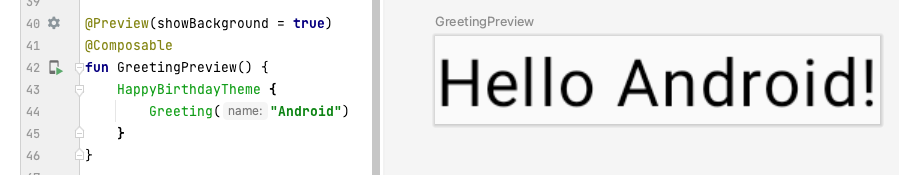 39
40 @Preview(showBackground = true)
41 @Composable
42 fun GreetingPreview() {
43 HappyBirthdayTheme {
44 Greeting( name: "Android")
45 }
46 }
GreetingPreview
Hello Android!